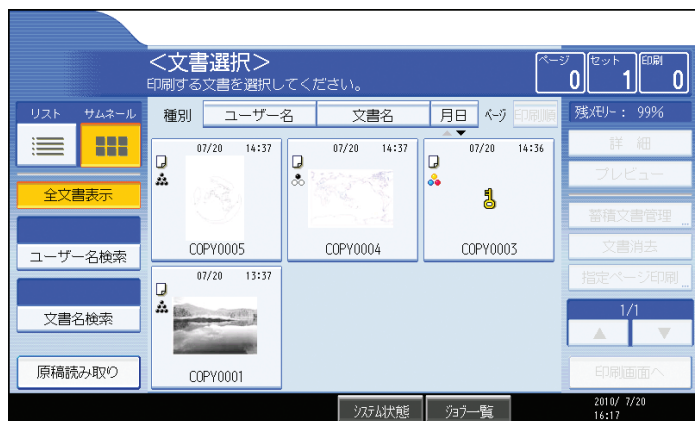 <文書選択>
印刷する文書を選択してください。
ページ
0
セット
1
印刷
0
リスト
サムネール
全文書表示
ユーザー名検索
文書名検索
原稿読み取り
種別
ユーザー名
文書名
月日
ページ
印刷順
07/20 14:37
COPY0005
07/20 14:37
COPY0004
07/20 14:36
COPY0003
07/20 13:37
COPY0001
残メモリー: 99%
詳細
プレビュー
蓄積文書管理
文書消去
指定ページ印刷
1/1
印刷画面へ
システム状態
ジョブ一覧
2010/ 7/20
16:17